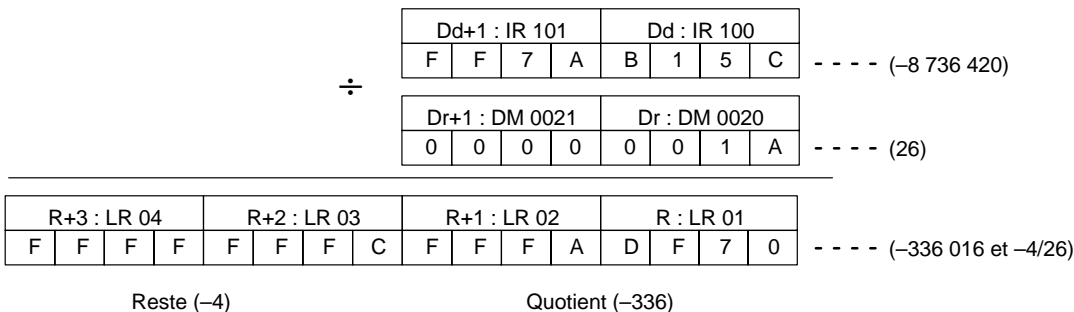 Dd+1 : IR 101 Dd : IR 100
F F 7 A B 1 5 C - - - - (–8 736 420)
÷
Dr+1 : DM 0021 Dr : DM 0020
0 0 0 0 0 0 1 A - - - - (26)
R+3 : LR 04 R+2 : LR 03 R+1 : LR 02 R : LR 01
F F F F F F F C F F F A D F 7 0 - - - - (–336 016 et –4/26)
Reste (–4) Quotient (–336)